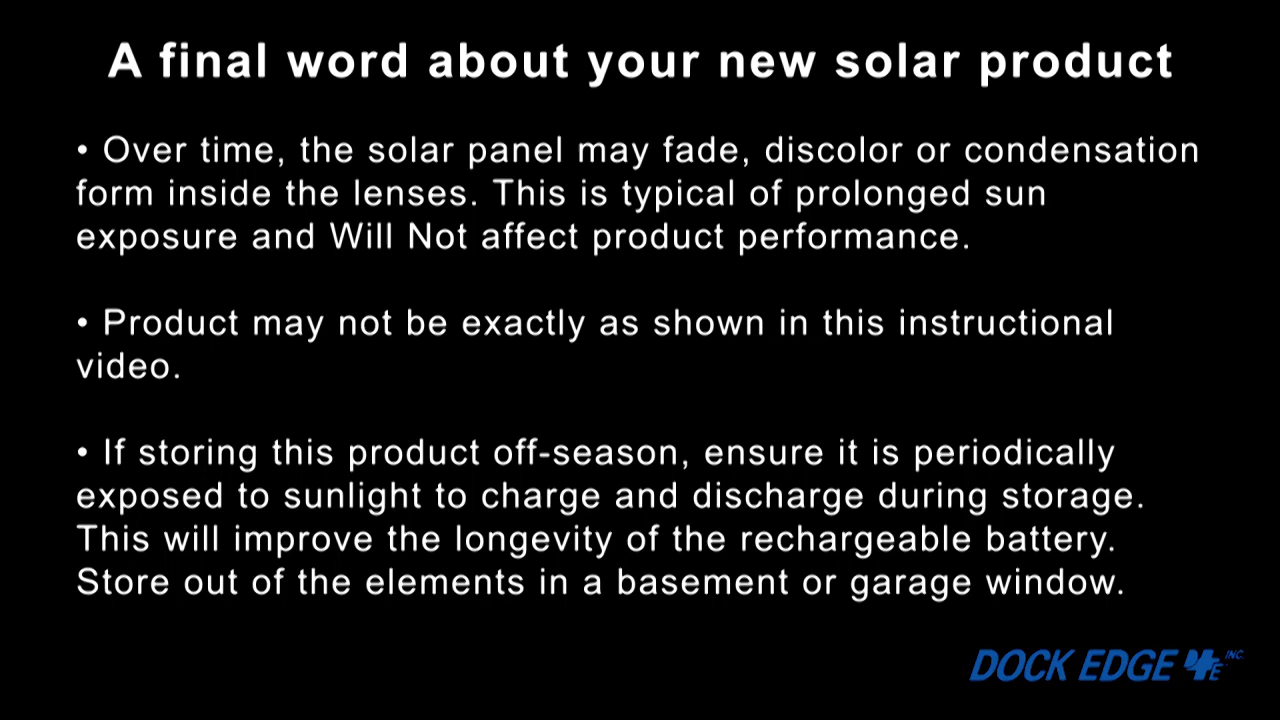 A final word about your new solar product
• Over time, the solar panel may fade, discolor or condensation
form inside the lenses. This is typical of prolonged sun
exposure and Will Not affect product performance.
• Product may not be exactly as shown in this instructional
video.
• If storing this product off-season, ensure it is periodically
exposed to sunlight to charge and discharge during storage.
This will improve the longevity of the rechargeable battery.
Store out of the elements in a basement or garage window.
DOCK EDGE INC.